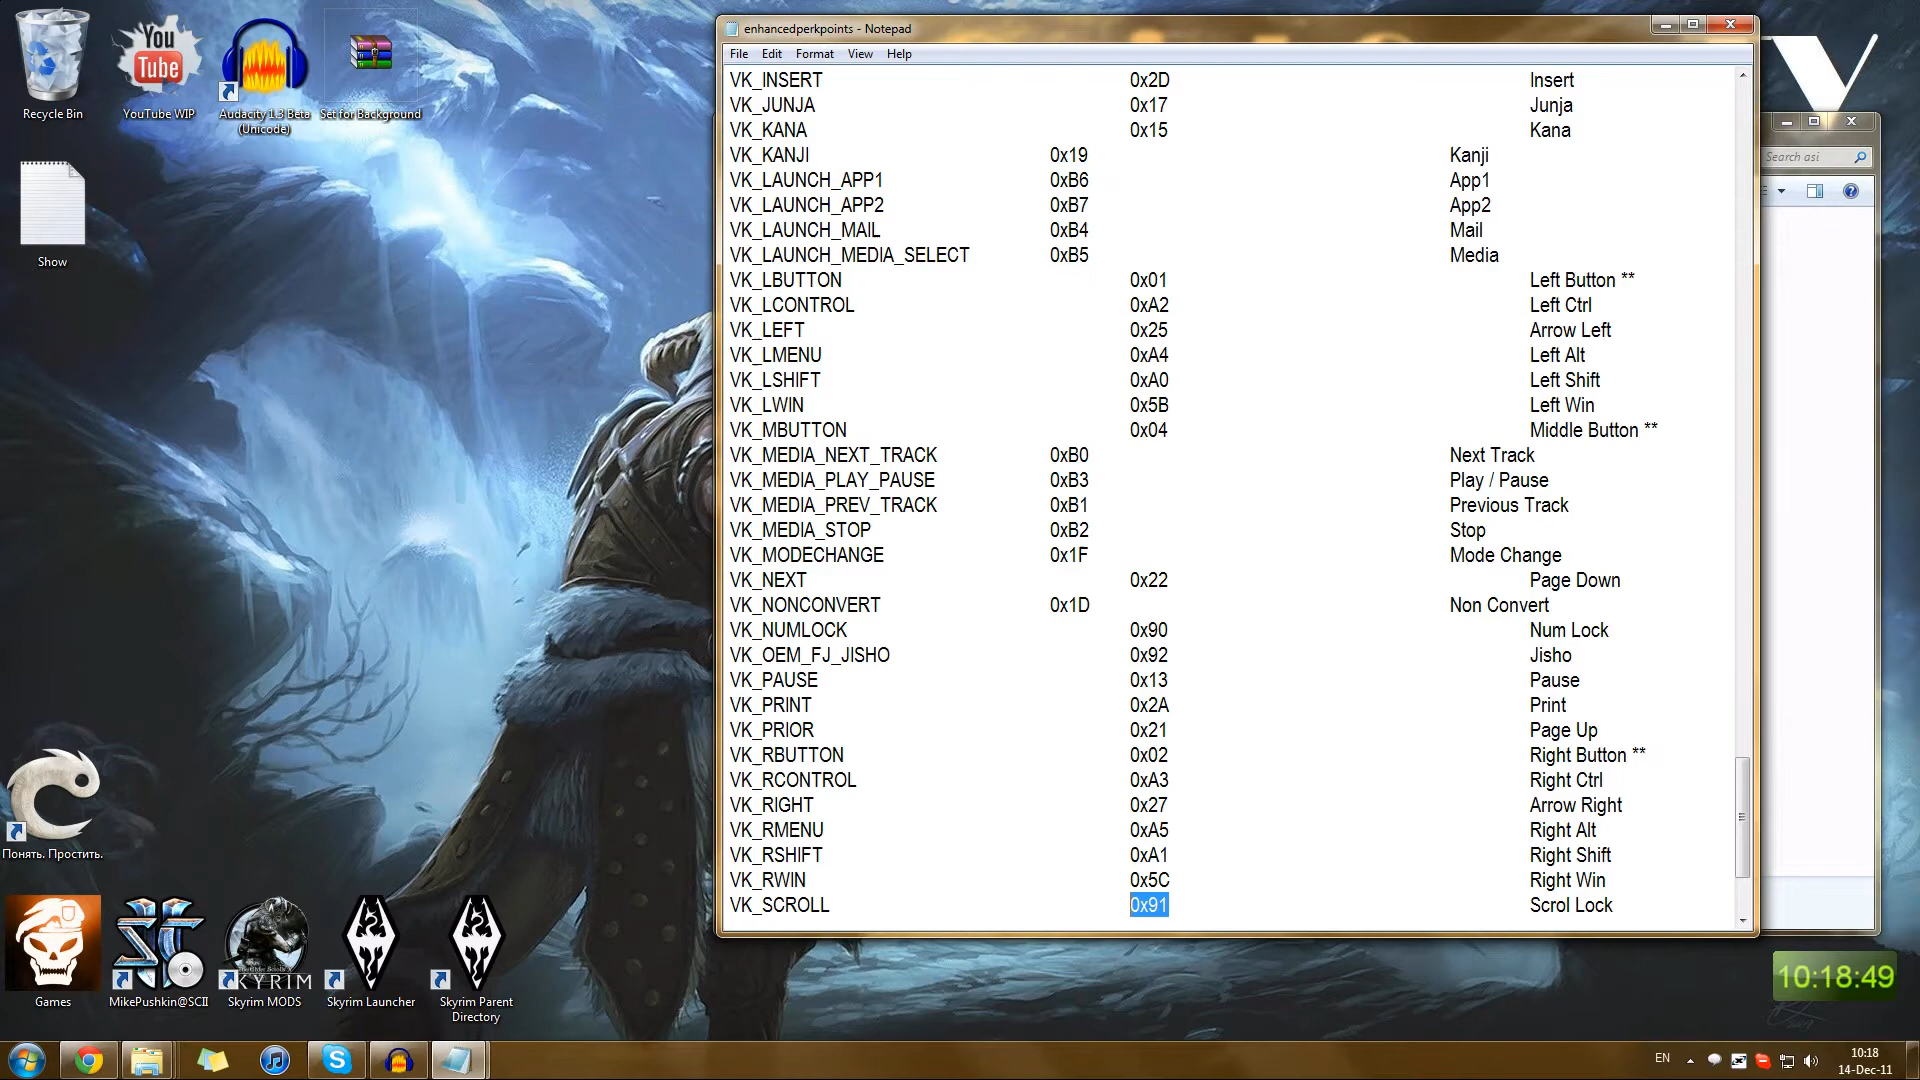 enhancedperkpoints - Notepad
File Edit Format View Help
VK_INSERT 0x2D Insert
VK_JUNJA 0x17 Junja
VK_KANA 0x15 Kana
VK_KANJI 0x19 Kanji
VK_LAUNCH_APP1 0xB6 App1
VK_LAUNCH_APP2 0xB7 App2
VK_LAUNCH_MAIL 0xB4 Mail
VK_LAUNCH_MEDIA_SELECT 0xB5 Media
VK_LBUTTON 0x01 Left Button **
VK_LCONTROL 0xA2 Left Ctrl
VK_LEFT 0x25 Arrow Left
VK_LMENU 0xA4 Left Alt
VK_LSHIFT 0xA0 Left Shift
VK_LWIN 0x5B Left Win
VK_MBUTTON 0x04 Middle Button **
VK_MEDIA_NEXT_TRACK 0xB0 Next Track
VK_MEDIA_PLAY_PAUSE 0xB3 Play / Pause
VK_MEDIA_PREV_TRACK 0xB1 Previous Track
VK_MEDIA_STOP 0xB2 Stop
VK_MODECHANGE 0x1F Mode Change
VK_NEXT 0x22 Page Down
VK_NONCONVERT 0x1D Non Convert
VK_NUMLOCK 0x90 Num Lock
VK_OEM_FJ_JISHO 0x92 Jisho
VK_PAUSE 0x13 Pause
VK_PRINT 0x2A Print
VK_PRIOR 0x21 Page Up
VK_RBUTTON 0x02 Right Button **
VK_RCONTROL 0xA3 Right Ctrl
VK_RIGHT 0x27 Arrow Right
VK_RMENU 0xA5 Right Alt
VK_RSHIFT 0xA1 Right Shift
VK_RWIN 0x5C Right Win
VK_SCROLL 0x91 Scrol Lock
Search asi
You
Tube
Recycle Bin
YouTube WIP
Audacity 1.3 Beta
(Unicode)
Set for Background
Show
Понять. Простить.
SKYRIM
Games
MikePushkin@SCII
Skyrim MODS
Skyrim Launcher
Skyrim Parent
Directory
10:18:49
EN
10:18
14-Dec-11